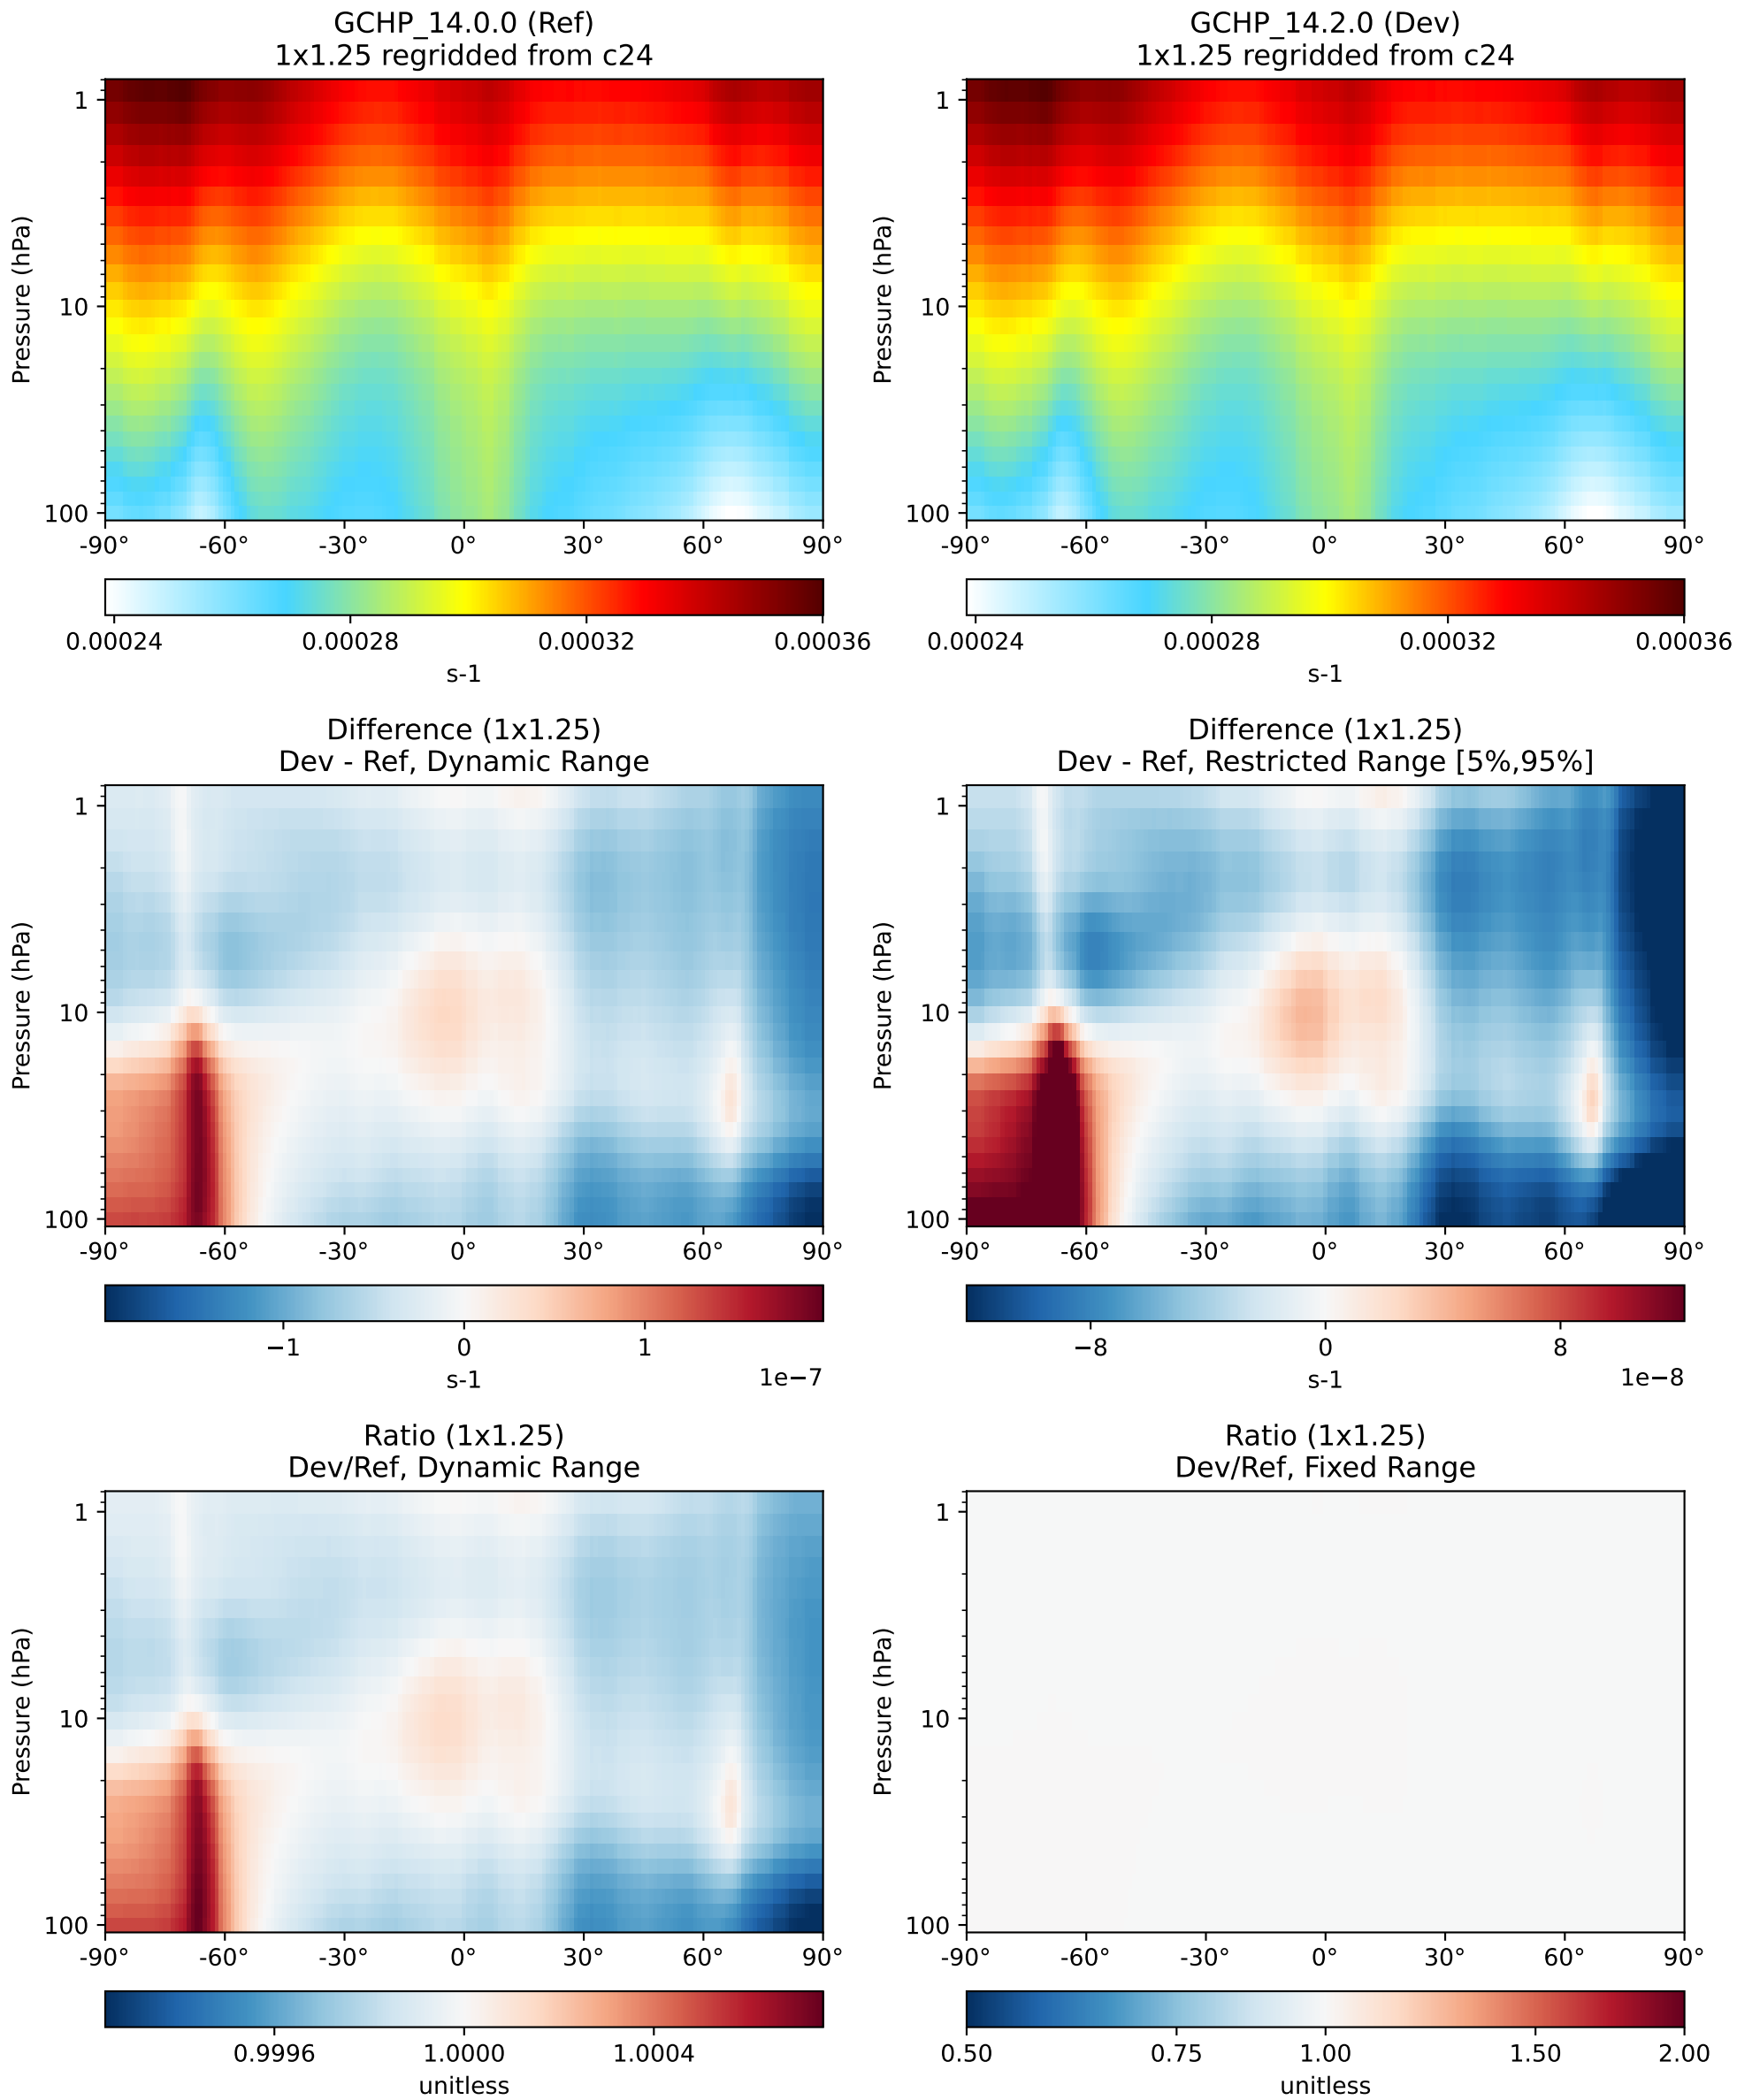 GCHP_14.0.0 (Ref)
1x1.25 regridded from c24
Pressure (hPa)
1
10
100
-90° -60° -30° 0° 30° 60° 90°
0.00024 0.00028 0.00032 0.00036
s-1
GCHP_14.2.0 (Dev)
1x1.25 regridded from c24
Pressure (hPa)
1
10
100
-90° -60° -30° 0° 30° 60° 90°
0.00024 0.00028 0.00032 0.00036
s-1
Difference (1x1.25)
Dev - Ref, Dynamic Range
Pressure (hPa)
1
10
100
-90° -60° -30° 0° 30° 60° 90°
−1 0 1
s-1 1e−7
Difference (1x1.25)
Dev - Ref, Restricted Range [5%,95%]
Pressure (hPa)
1
10
100
-90° -60° -30° 0° 30° 60° 90°
−8 0 8
s-1 1e−8
Ratio (1x1.25)
Dev/Ref, Dynamic Range
Pressure (hPa)
1
10
100
-90° -60° -30° 0° 30° 60° 90°
0.9996 1.0000 1.0004
unitless
Ratio (1x1.25)
Dev/Ref, Fixed Range
Pressure (hPa)
1
10
100
-90° -60° -30° 0° 30° 60° 90°
0.50 0.75 1.00 1.50 2.00
unitless